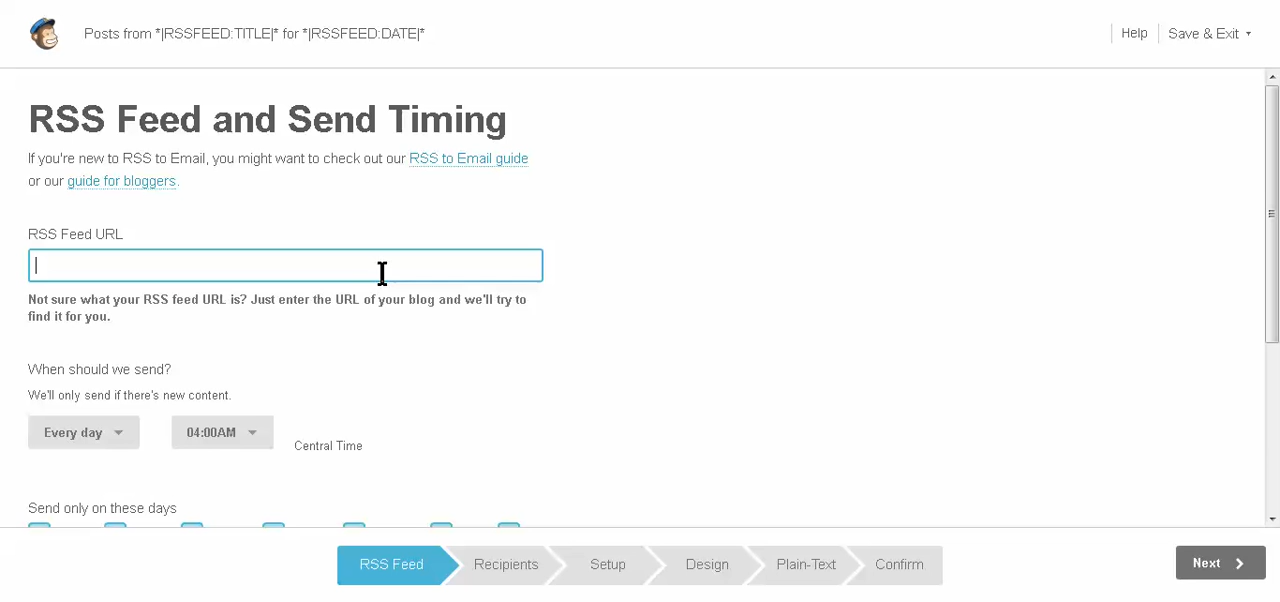 Posts from *|RSSFEED:TITLE|* for *|RSSFEED:DATE|*
Help
Save & Exit
RSS Feed and Send Timing
If you're new to RSS to Email, you might want to check out our RSS to Email guide
or our guide for bloggers.
RSS Feed URL
Not sure what your RSS feed URL is? Just enter the URL of your blog and we'll try to
find it for you.
When should we send?
We'll only send if there's new content.
Every day
04:00AM
Central Time
Send only on these days
RSS Feed
Recipients
Setup
Design
Plain-Text
Confirm
Next